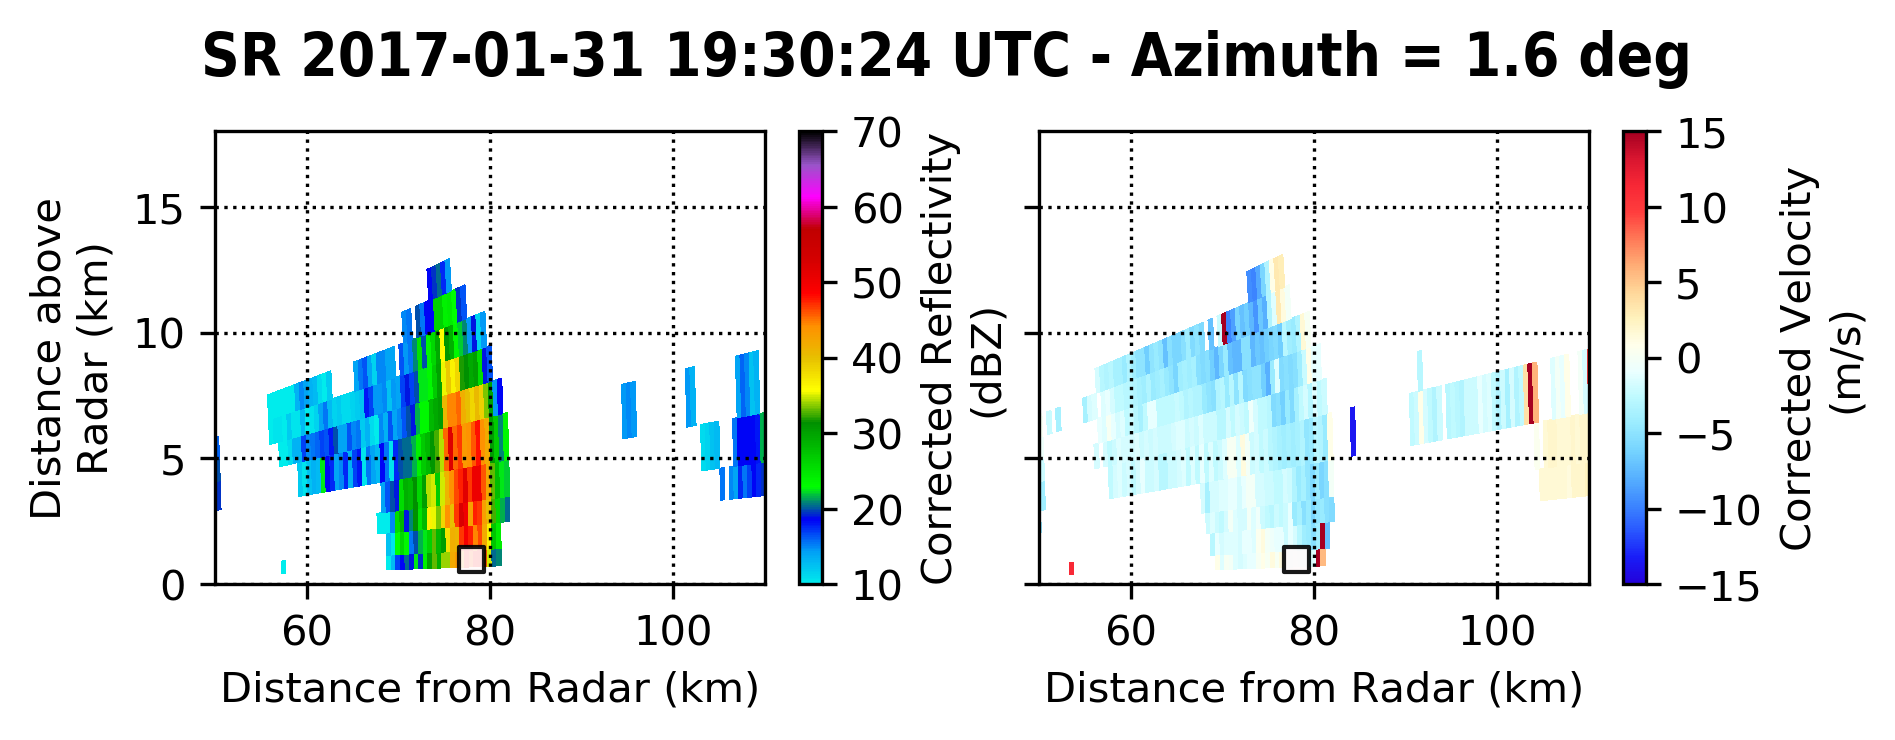 SR 2017-01-31 19:30:24 UTC - Azimuth = 1.6 deg
Distance above
Radar (km)
15
10
5
0
60
80
100
Distance from Radar (km)
70
60
50
40
30
20
10
Corrected Reflectivity
(dBZ)
60
80
100
Distance from Radar (km)
15
10
5
0
−5
−10
−15
Corrected Velocity
(m/s)